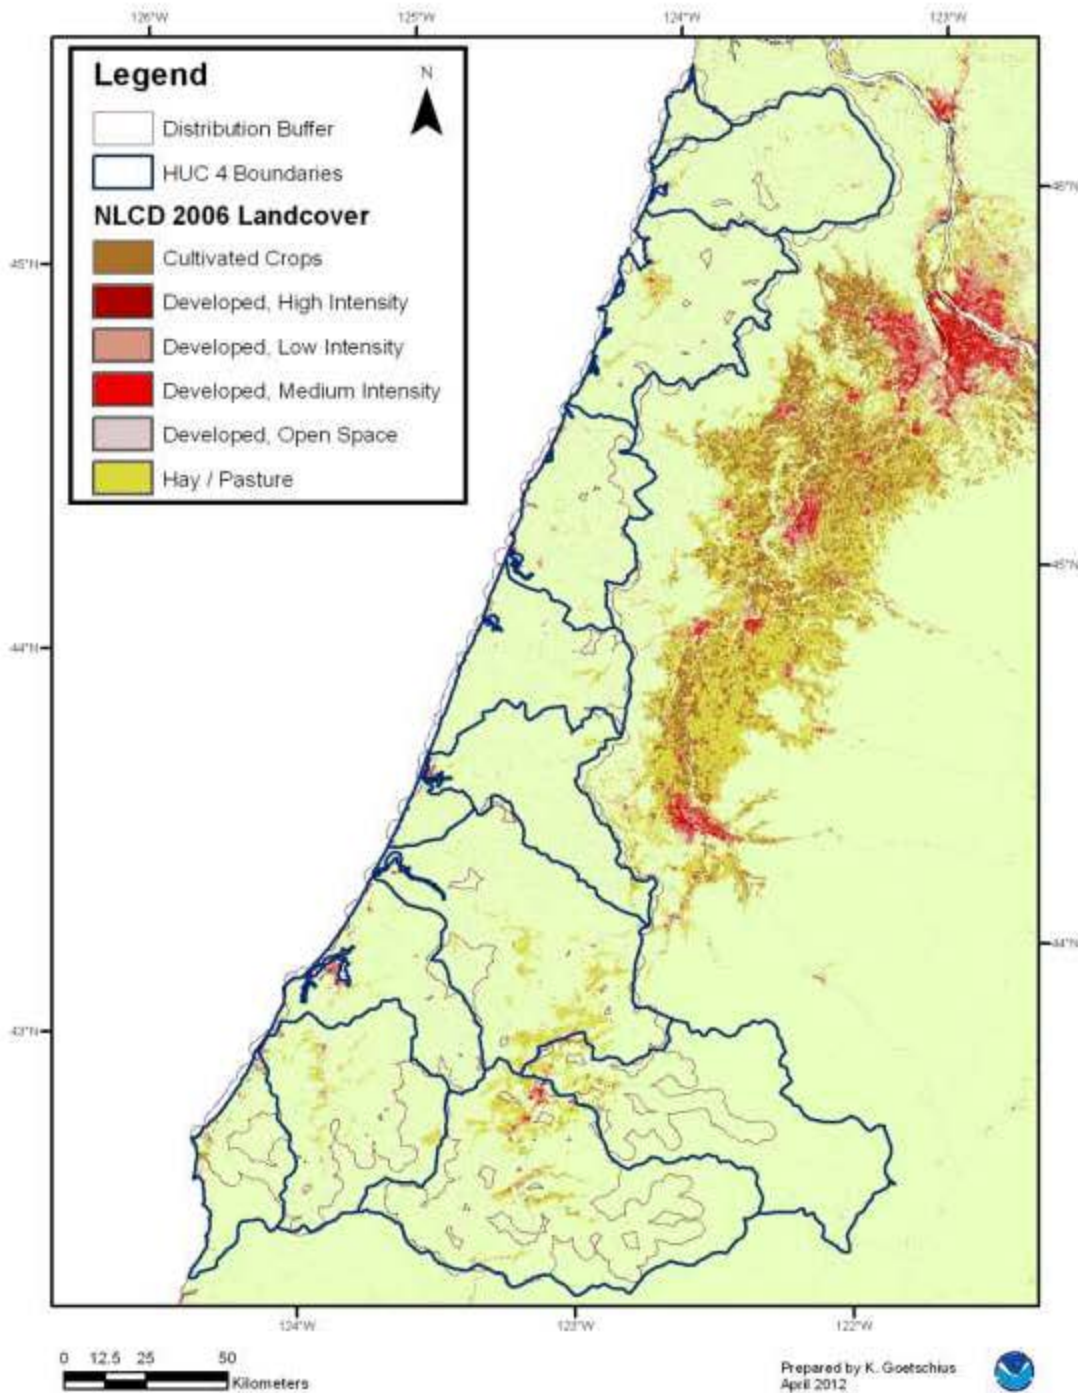 126°W 125°W 124°W 123°W
Legend
N
Distribution Buffer
HUC 4 Boundaries
NLCD 2006 Landcover
Cultivated Crops
Developed, High Intensity
Developed, Low Intensity
Developed, Medium Intensity
Developed, Open Space
Hay / Pasture
46°N
45°N
45°N
44°N
44°N
43°N
124°W 123°W 122°W
0 12.5 25 50
Kilometers
Prepared by K. Goetschius
April 2012